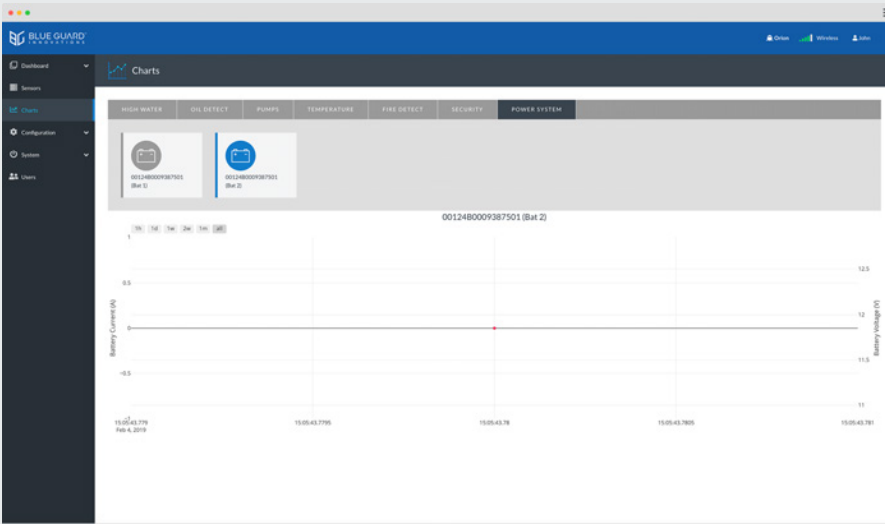 BLUE GUARD
INNOVATIONS
Orion
Wireless
John
Dashboard
Sensors
Charts
Configuration
System
Users
Charts
HIGH WATER
OIL DETECT
PUMPS
TEMPERATURE
FIRE DETECT
SECURITY
POWER SYSTEM
00124B0009387501
(Bat 1)
00124B0009387501
(Bat 2)
00124B0009387501 (Bat 2)
1h 1d 1w 2w 1m all
1
0.5
0
−0.5
−1
Battery Current (A)
12.5
12
11.5
11
Battery Voltage (V)
15:05:43.779
Feb 6, 2019
15:05:43.7795
15:05:43.78
15:05:43.7805
15:05:43.781